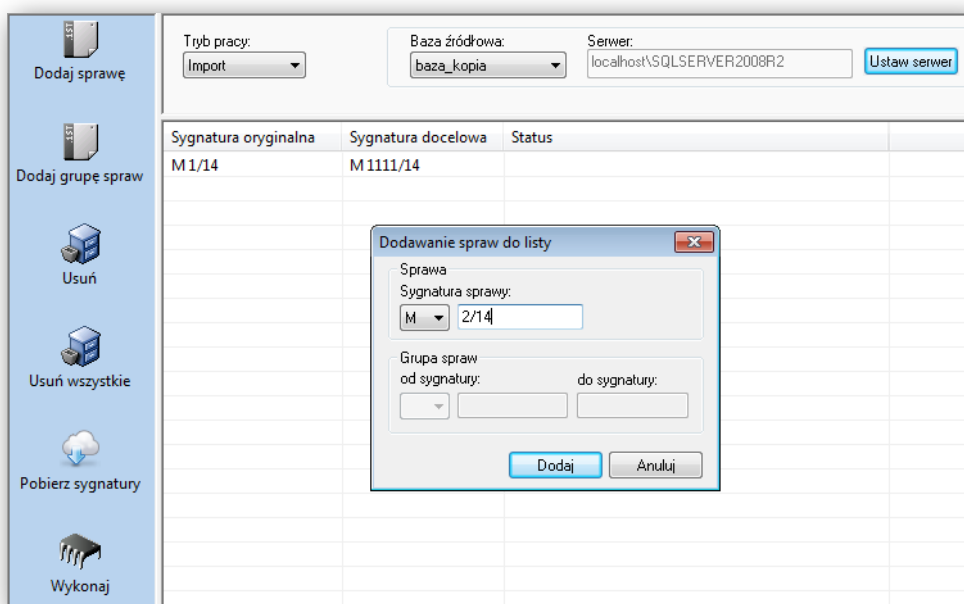 Dodaj sprawę
Dodaj grupę spraw
Usuń
Usuń wszystkie
Pobierz sygnatury
Wykonaj
Tryb pracy:
Import
Baza źródłowa:
baza_kopia
Serwer:
localhost\SQLSERVER2008R2
Ustaw serwer
Sygnatura oryginalna Sygnatura docelowa Status
M 1/14 M 1111/14
Dodawanie spraw do listy
Sprawa
Sygnatura sprawy:
M 2/14
Grupa spraw
od sygnatury: do sygnatury:
Dodaj Anuluj